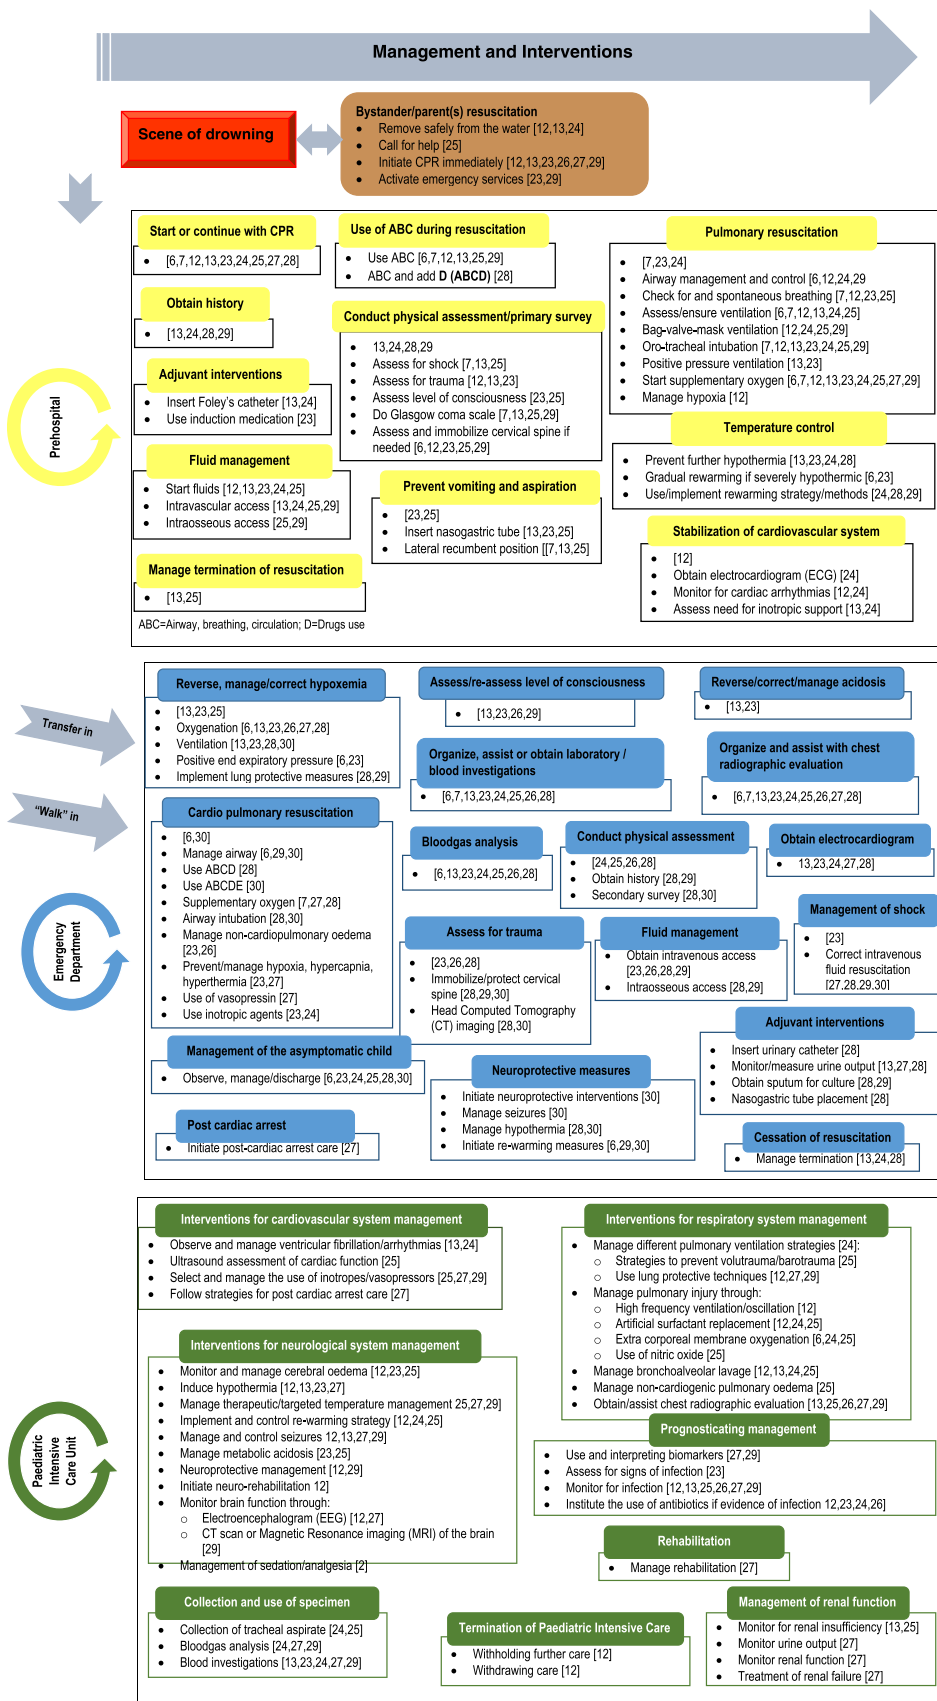 Management and Interventions
Scene of drowning
Bystander/parent(s) resuscitation
• Remove safely from the water [12,13,24]
• Call for help [25]
• Initiate CPR immediately [12,13,23,26,27,29]
• Activate emergency services [23,29]
Prehospital
Start or continue with CPR
• [6,7,12,13,23,24,25,27,28]
Obtain history
• [13,24,28,29]
Adjuvant interventions
• Insert Foley's catheter [13,24]
• Use induction medication [23]
Fluid management
• Start fluids [12,13,23,24,25]
• Intravascular access [13,24,25,29]
• Intraosseous access [25,29]
Manage termination of resuscitation
• [13,25]
Use of ABC during resuscitation
• Use ABC [6,7,12,13,25,29]
• ABC and add D (ABCD) [28]
Conduct physical assessment/primary survey
• 13,24,28,29
• Assess for shock [7,13,25]
• Assess for trauma [12,13,23]
• Assess level of consciousness [23,25]
• Do Glasgow coma scale [7,13,25,29]
• Assess and immobilize cervical spine if
needed [6,12,23,25,29]
Prevent vomiting and aspiration
• [23,25]
• Insert nasogastric tube [13,23,25]
• Lateral recumbent position [[7,13,25]
Pulmonary resuscitation
• [7,23,24]
• Airway management and control [6,12,24,29
• Check for and spontaneous breathing [7,12,23,25]
• Assess/ensure ventilation [6,7,12,13,24,25]
• Bag-valve-mask ventilation [12,24,25,29]
• Oro-tracheal intubation [7,12,13,23,24,25,29]
• Positive pressure ventilation [13,23]
• Start supplementary oxygen [6,7,12,13,23,24,25,27,29]
• Manage hypoxia [12]
Temperature control
• Prevent further hypothermia [13,23,24,28]
• Gradual rewarming if severely hypothermic [6,23]
• Use/implement rewarming strategy/methods [24,28,29]
Stabilization of cardiovascular system
• [12]
• Obtain electrocardiogram (ECG) [24]
• Monitor for cardiac arrhythmias [12,24]
• Assess need for inotropic support [13,24]
ABC=Airway, breathing, circulation; D=Drugs use
Transfer in
"Walk" in
Emergency
Department
Reverse, manage/correct hypoxemia
• [13,23,25]
• Oxygenation [6,13,23,26,27,28]
• Ventilation [13,23,28,30]
• Positive end expiratory pressure [6,23]
• Implement lung protective measures [28,29]
Assess/re-assess level of consciousness
• [13,23,26,29]
Reverse/correct/manage acidosis
• [13,23]
Organize, assist or obtain laboratory /
blood investigations
• [6,7,13,23,24,25,26,28]
Organize and assist with chest
radiographic evaluation
• [6,7,13,23,24,25,26,27,28]
Cardio pulmonary resuscitation
• [6,30]
• Manage airway [6,29,30]
• Use ABCD [28]
• Use ABCDE [30]
• Supplementary oxygen [7,27,28]
• Airway intubation [28,30]
• Manage non-cardiopulmonary oedema
[23,26]
• Prevent/manage hypoxia, hypercapnia,
hyperthermia [23,27]
• Use of vasopressin [27]
• Use inotropic agents [23,24]
Bloodgas analysis
• [6,13,23,24,25,26,28]
Conduct physical assessment
• [24,25,26,28]
• Obtain history [28,29]
• Secondary survey [28,30]
Obtain electrocardiogram
• 13,23,24,27,28]
Assess for trauma
• [23,26,28]
• Immobilize/protect cervical
spine [28,29,30]
• Head Computed Tomography
(CT) imaging [28,30]
Fluid management
• Obtain intravenous access
[23,26,28,29]
• Intraosseous access [28,29]
Management of shock
• [23]
• Correct intravenous
fluid resuscitation
[27.28.29.30]
Management of the asymptomatic child
• Observe, manage/discharge [6,23,24,25,28,30]
Neuroprotective measures
• Initiate neuroprotective interventions [30]
• Manage seizures [30]
• Manage hypothermia [28,30]
• Initiate re-warming measures [6,29,30]
Adjuvant interventions
• Insert urinary catheter [28]
• Monitor/measure urine output [13,27,28]
• Obtain sputum for culture [28,29]
• Nasogastric tube placement [28]
Post cardiac arrest
• Initiate post-cardiac arrest care [27]
Cessation of resuscitation
• Manage termination [13,24,28]
Paediatric
Intensive
Care Unit
Interventions for cardiovascular system management
• Observe and manage ventricular fibrillation/arrhythmias [13,24]
• Ultrasound assessment of cardiac function [25]
• Select and manage the use of inotropes/vasopressors [25,27,29]
• Follow strategies for post cardiac arrest care [27]
Interventions for neurological system management
• Monitor and manage cerebral oedema [12,23,25]
• Induce hypothermia [12,13,23,27]
• Manage therapeutic/targeted temperature management 25,27,29]
• Implement and control re-warming strategy [12,24,25]
• Manage and control seizures 12,13,27,29]
• Manage metabolic acidosis [23,25]
• Neuroprotective management [12,29]
• Initiate neuro-rehabilitation 12]
• Monitor brain function through:
○ Electroencephalogram (EEG) [12,27]
○ CT scan or Magnetic Resonance imaging (MRI) of the brain
[29]
• Management of sedation/analgesia [2]
Collection and use of specimen
• Collection of tracheal aspirate [24,25]
• Bloodgas analysis [24,27,29]
• Blood investigations [13,23,24,27,29]
Interventions for respiratory system management
• Manage different pulmonary ventilation strategies [24]:
○ Strategies to prevent volutrauma/barotrauma [25]
○ Use lung protective techniques [12,27,29]
• Manage pulmonary injury through:
○ High frequency ventilation/oscillation [12]
○ Artificial surfactant replacement [12,24,25]
○ Extra corporeal membrane oxygenation [6,24,25]
○ Use of nitric oxide [25]
• Manage bronchoalveolar lavage [12,13,24,25]
• Manage non-cardiogenic pulmonary oedema [25]
• Obtain/assist chest radiographic evaluation [13,25,26,27,29]
Prognosticating management
• Use and interpreting biomarkers [27,29]
• Assess for signs of infection [23]
• Monitor for infection [12,13,25,26,27,29]
• Institute the use of antibiotics if evidence of infection 12,23,24,26]
Rehabilitation
• Manage rehabilitation [27]
Termination of Paediatric Intensive Care
• Withholding further care [12]
• Withdrawing care [12]
Management of renal function
• Monitor for renal insufficiency [13,25]
• Monitor urine output [27]
• Monitor renal function [27]
• Treatment of renal failure [27]